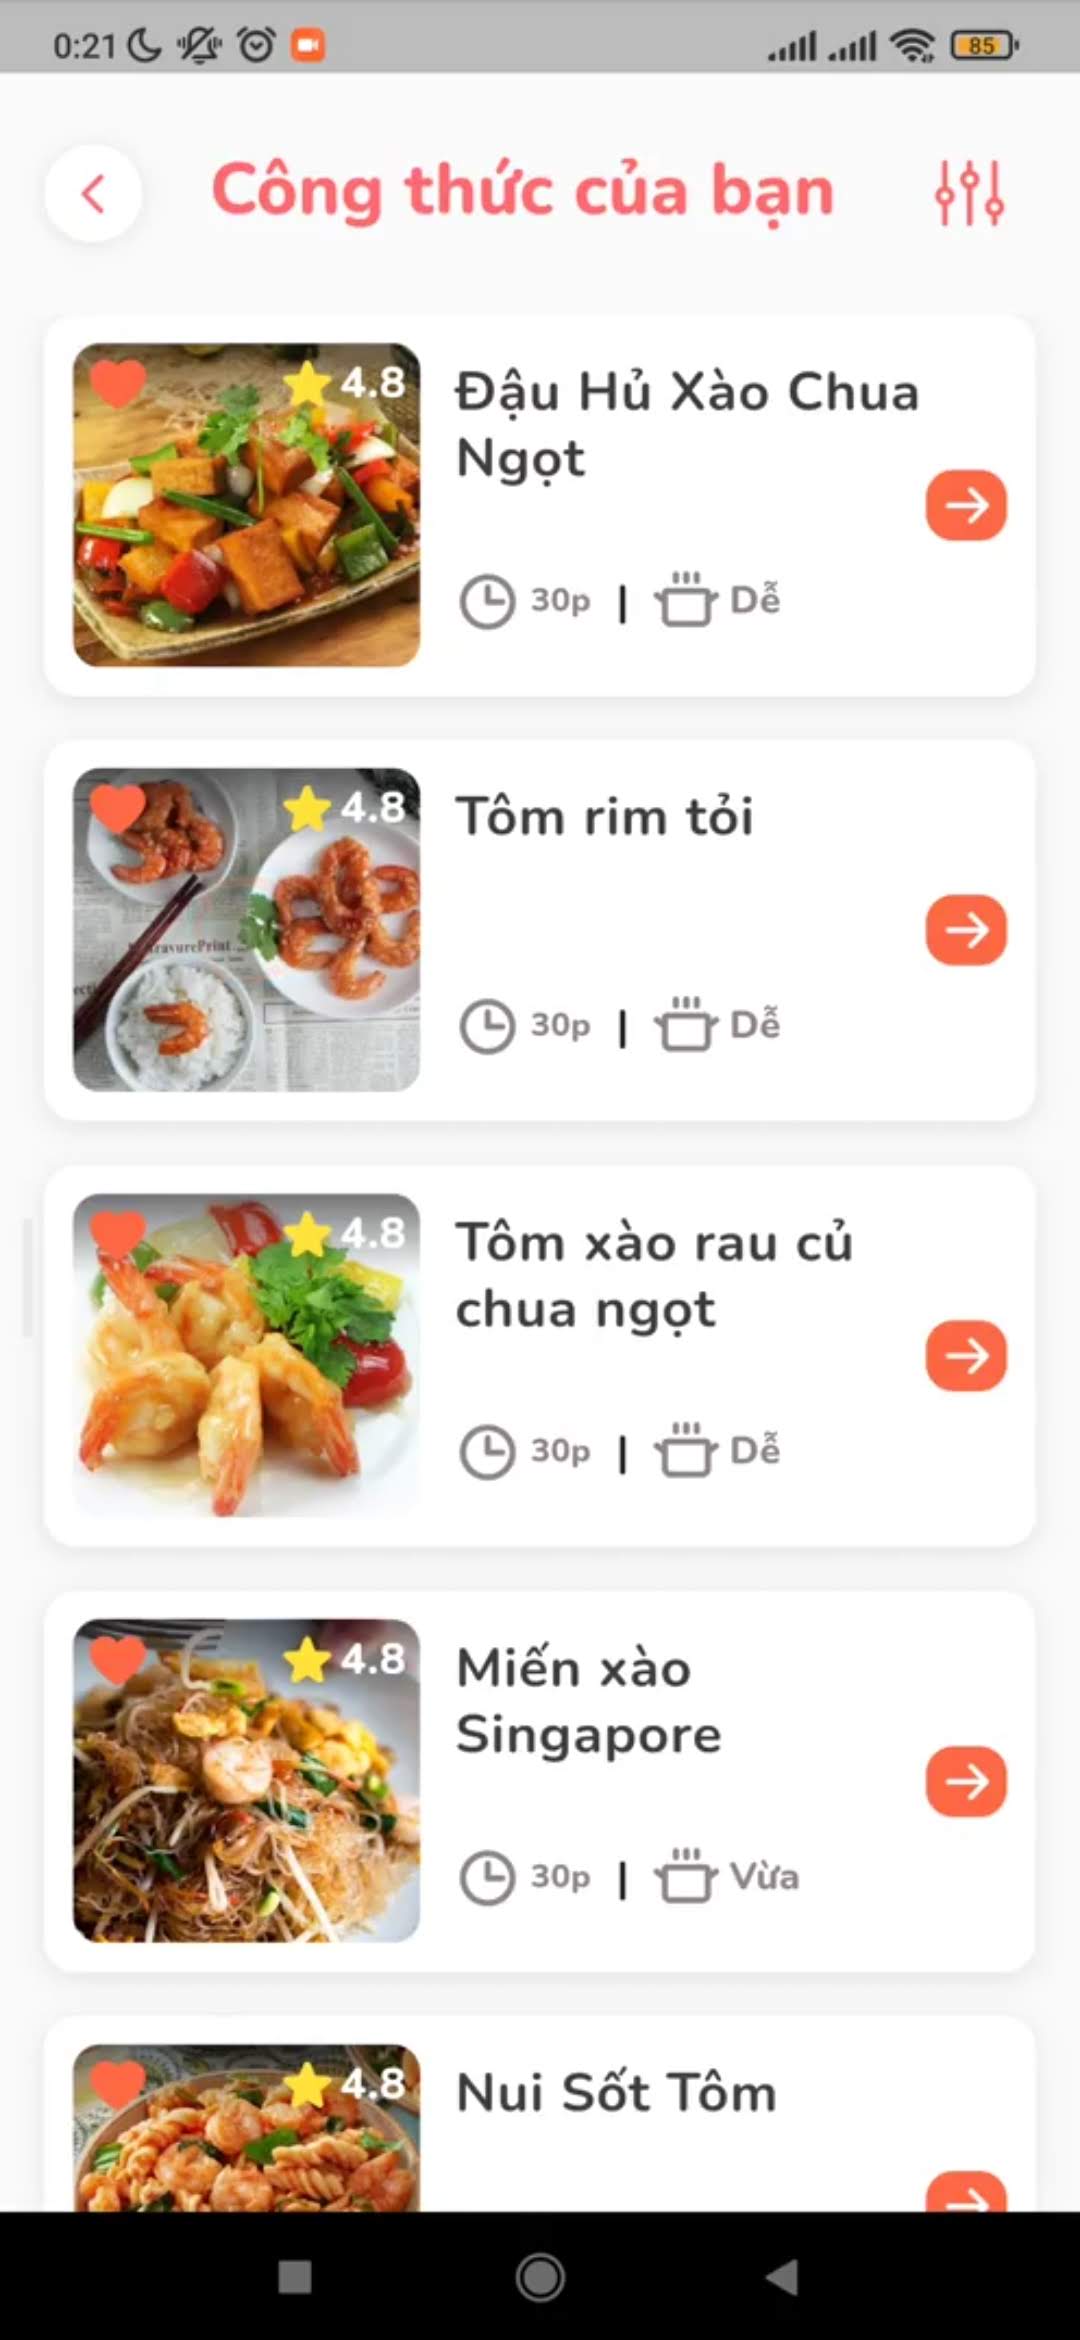 0:21
85
Công thức của bạn
4.8
Đậu Hủ Xào Chua
Ngọt
30p | Dễ
4.8
Tôm rim tỏi
30p | Dễ
4.8
Tôm xào rau củ
chua ngọt
30p | Dễ
4.8
Miến xào
Singapore
30p | Vừa
4.8
Nui Sốt Tôm